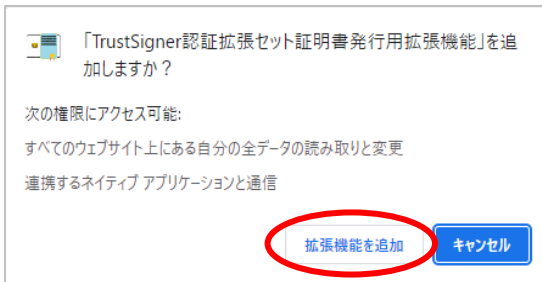 「TrustSigner認証拡張セット証明書発行用拡張機能」を追
加しますか？
次の権限にアクセス可能:
すべてのウェブサイト上にある自分の全データの読み取りと変更
連携するネイティブ アプリケーションと通信
拡張機能を追加 キャンセル